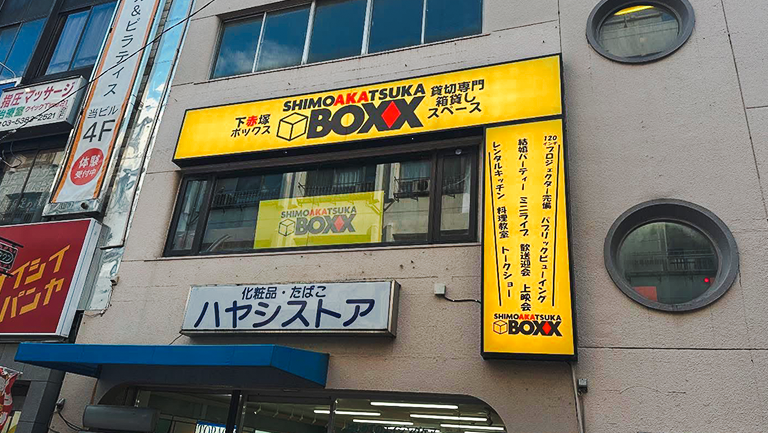 &ピラティス
当ビル
4F
体験
受付中
指圧マッサージ
治療室
03-5383-2521
下赤塚
ボックス
SHIMOAKATSUKA
BOXX
貸切専門
箱貸し
スペース
SHIMOAKATSUKA
BOXX
120インチプロジェクター完備 パブリックビューイング
結婚パーティー ミニライブ 歓送迎会 上映会
レンタルキッチン 料理教室 トークショー
SHIMOAKATSUKA
BOXX
化粧品・たばこ
ハヤシストア